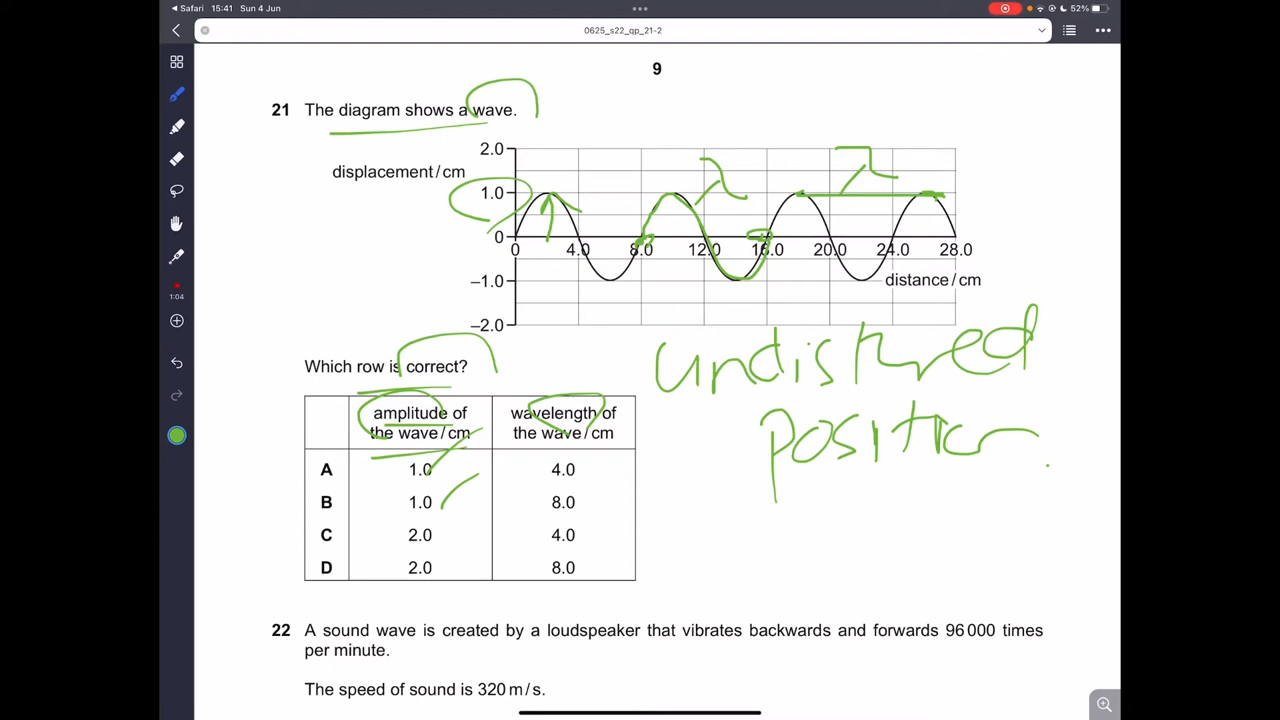 Safari 15:41 Sun 4 Jun 52%
0625_s22_qp_21-2
9
21 The diagram shows a wave.
displacement / cm
2.0
1.0
0
–1.0
–2.0
0 4.0 8.0 12.0 16.0 20.0 24.0 28.0
distance / cm
λ
λ
1:04
undistured
position
Which row is correct?
amplitude of the wave / cm wavelength of the wave / cm
A 1.0 4.0
B 1.0 8.0
C 2.0 4.0
D 2.0 8.0
22 A sound wave is created by a loudspeaker that vibrates backwards and forwards 96 000 times
per minute.
The speed of sound is 320 m / s.